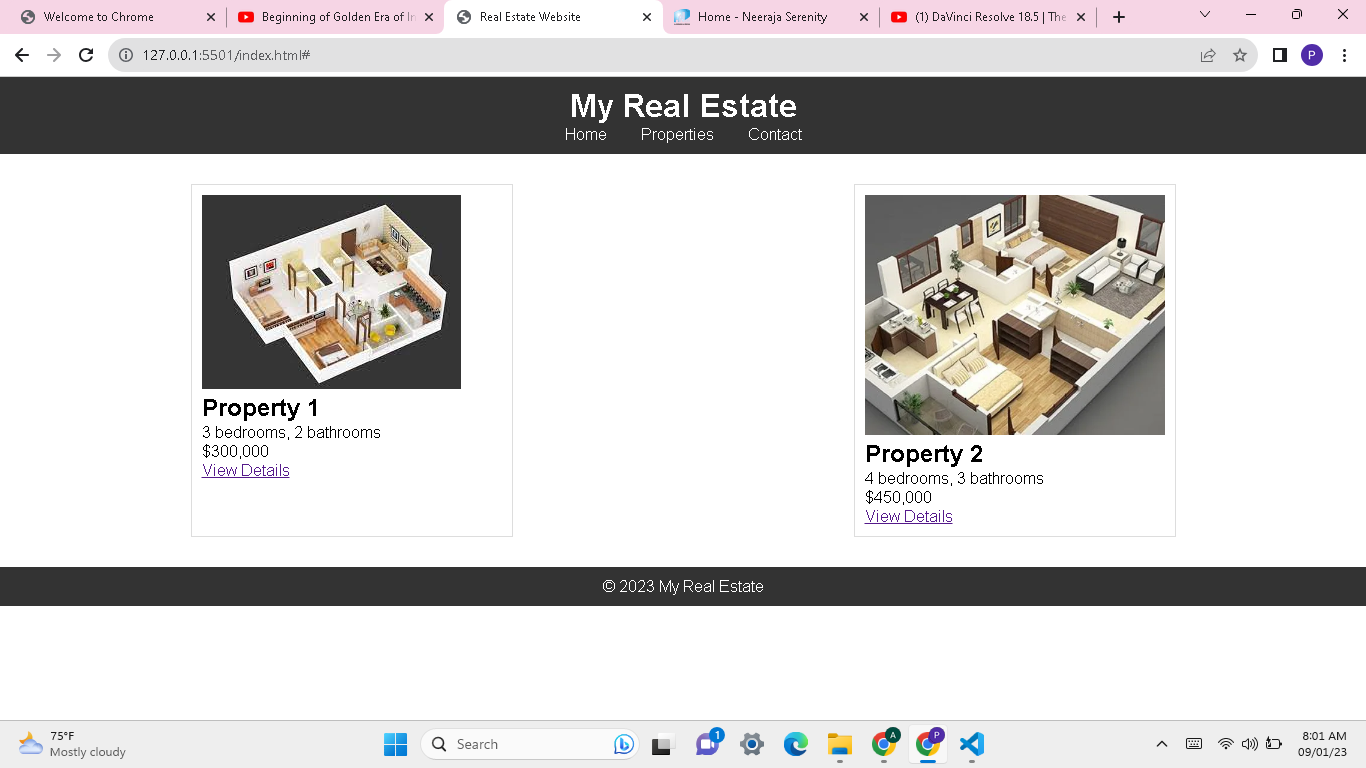 Welcome to Chrome
Beginning of Golden Era of In
Real Estate Website
Home - Neeraja Serenity
(1) DaVinci Resolve 18.5 | The
127.0.0.1:5501/index.html#
P
My Real Estate
Home Properties Contact
Property 1
3 bedrooms, 2 bathrooms
$300,000
View Details
Property 2
4 bedrooms, 3 bathrooms
$450,000
View Details
© 2023 My Real Estate
75°F
Mostly cloudy
Search
1
A
P
8:01 AM
09/01/23